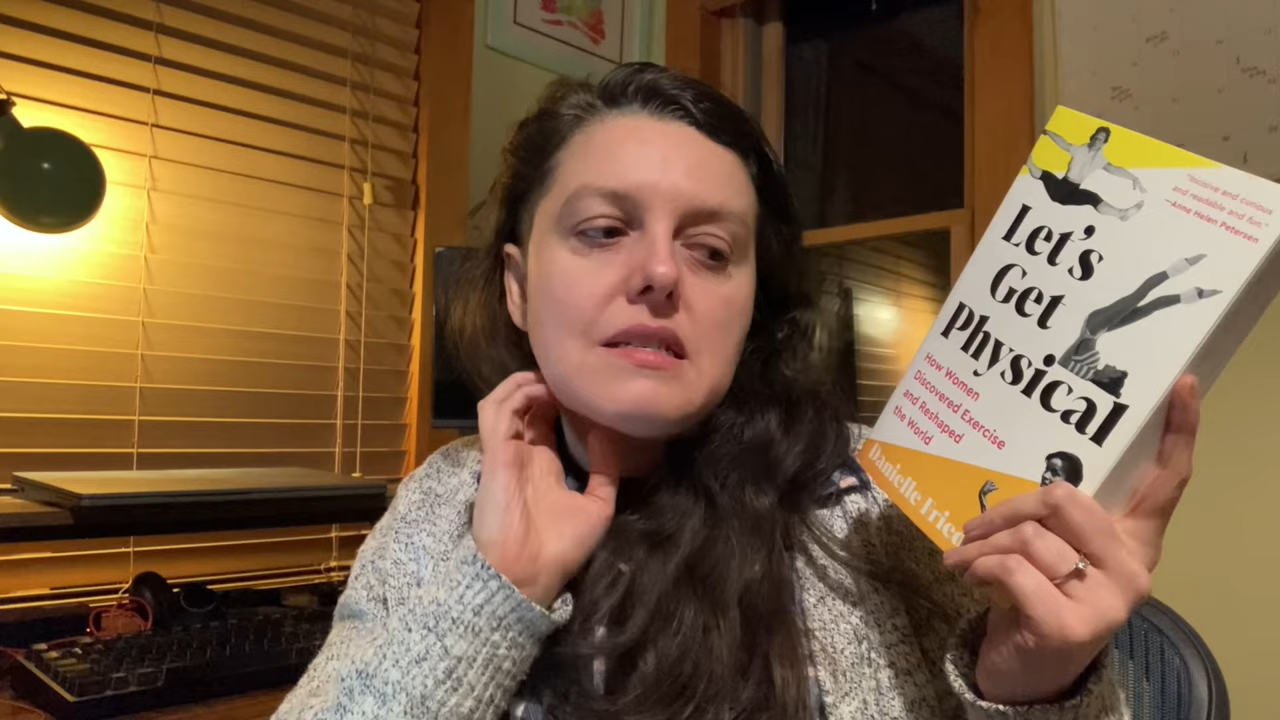 "incisive and curious
and readable and fun."
—Anne Helen Petersen
Let's
Get
Physical
How Women
Discovered Exercise
and Reshaped
the World
Danielle Fried